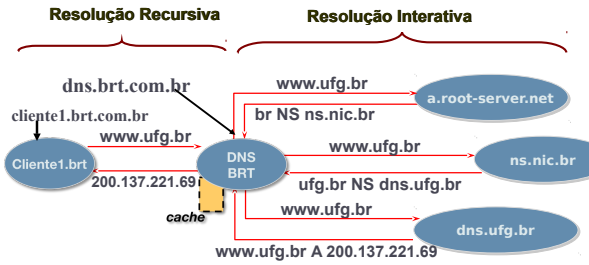 Resolução Recursiva
Resolução Interativa
dns.brt.com.br
www.ufg.br
a.root-server.net
cliente1.brt.com.br
br NS ns.nic.br
www.ufg.br
Cliente1.brt
DNS
BRT
www.ufg.br
ns.nic.br
200.137.221.69
ufg.br NS dns.ufg.br
cache
www.ufg.br
dns.ufg.br
www.ufg.br A 200.137.221.69